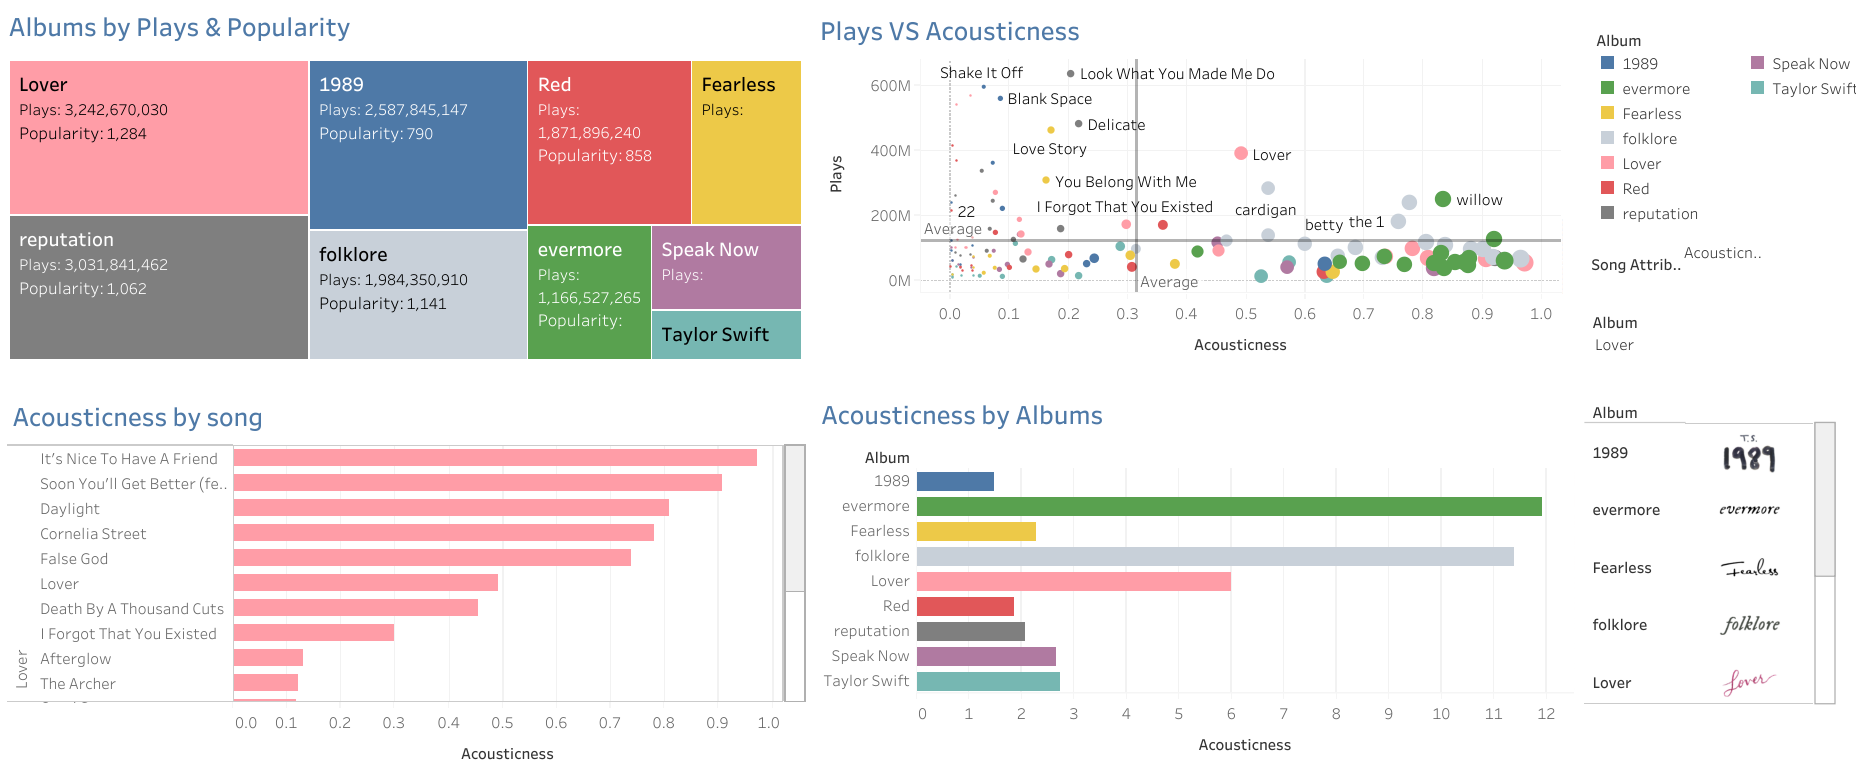 Albums by Plays & Popularity
Lover
Plays: 3,242,670,030
Popularity: 1,284
reputation
Plays: 3,031,841,462
Popularity: 1,062
1989
Plays: 2,587,845,147
Popularity: 790
folklore
Plays: 1,984,350,910
Popularity: 1,141
Red
Plays:
1,871,896,240
Popularity: 858
Fearless
Plays:
evermore
Plays:
1,166,527,265
Popularity:
Speak Now
Plays:
Taylor Swift
Plays VS Acousticness
Plays
600M
400M
200M
0M
Shake It Off
Look What You Made Me Do
Blank Space
Delicate
Love Story
Lover
You Belong With Me
willow
22
I Forgot That You Existed
cardigan
betty
the 1
Average
Average
0.0 0.1 0.2 0.3 0.4 0.5 0.6 0.7 0.8 0.9 1.0
Acousticness
Album
1989
evermore
Fearless
folklore
Lover
Red
reputation
Speak Now
Taylor Swift
Acousticn..
Song Attrib..
Album
Lover
Acousticness by song
Lover
It's Nice To Have A Friend
Soon You'll Get Better (fe..
Daylight
Cornelia Street
False God
Lover
Death By A Thousand Cuts
I Forgot That You Existed
Afterglow
The Archer
0.0 0.1 0.2 0.3 0.4 0.5 0.6 0.7 0.8 0.9 1.0
Acousticness
Acousticness by Albums
Album
1989
evermore
Fearless
folklore
Lover
Red
reputation
Speak Now
Taylor Swift
0 1 2 3 4 5 6 7 8 9 10 11 12
Acousticness
Album
1989
T.S.
1989
evermore
evermore
Fearless
Fearless
folklore
folklore
Lover
Lover